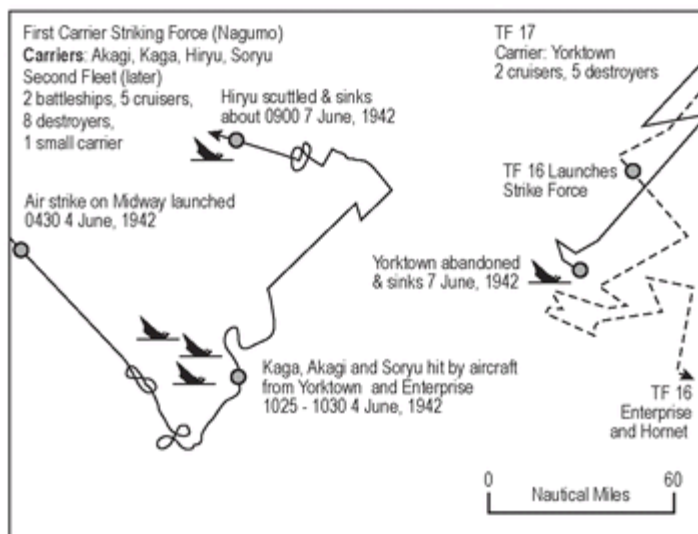 First Carrier Striking Force (Nagumo)
Carriers: Akagi, Kaga, Hiryu, Soryu
Second Fleet (later)
2 battleships, 5 cruisers,
8 destroyers,
1 small carrier
Hiryu scuttled & sinks
about 0900 7 June, 1942
Air strike on Midway launched
0430 4 June, 1942
Kaga, Akagi and Soryu hit by aircraft
from Yorktown and Enterprise
1025 - 1030 4 June, 1942
TF 17
Carrier: Yorktown
2 cruisers, 5 destroyers
TF 16 Launches
Strike Force
Yorktown abandoned
& sinks 7 June, 1942
TF 16
Enterprise
and Hornet
0 60
Nautical Miles